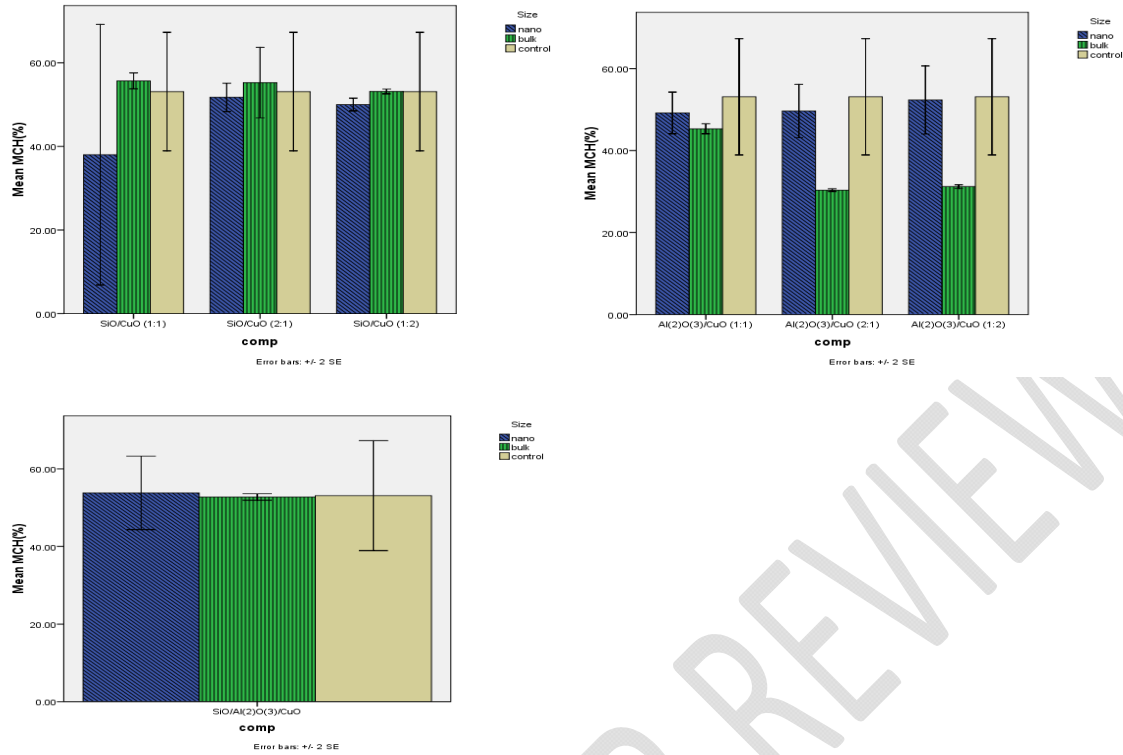 Size
nano
bulk
control
60.00
40.00
20.00
0.00
Mean MCH(%)
SiO/CuO (1:1) SiO/CuO (2:1) SiO/CuO (1:2)
comp
Error bars: +/- 2 SE
Size
nano
bulk
control
60.00
40.00
20.00
0.00
Mean MCH(%)
Al(2)O(3)/CuO (1:1) Al(2)O(3)/CuO (2:1) Al(2)O(3)/CuO (1:2)
comp
Error bars: +/- 2 SE
Size
nano
bulk
control
60.00
40.00
20.00
0.00
Mean MCH(%)
SiO/Al(2)O(3)/CuO
comp
Error bars: +/- 2 SE
REVIEW